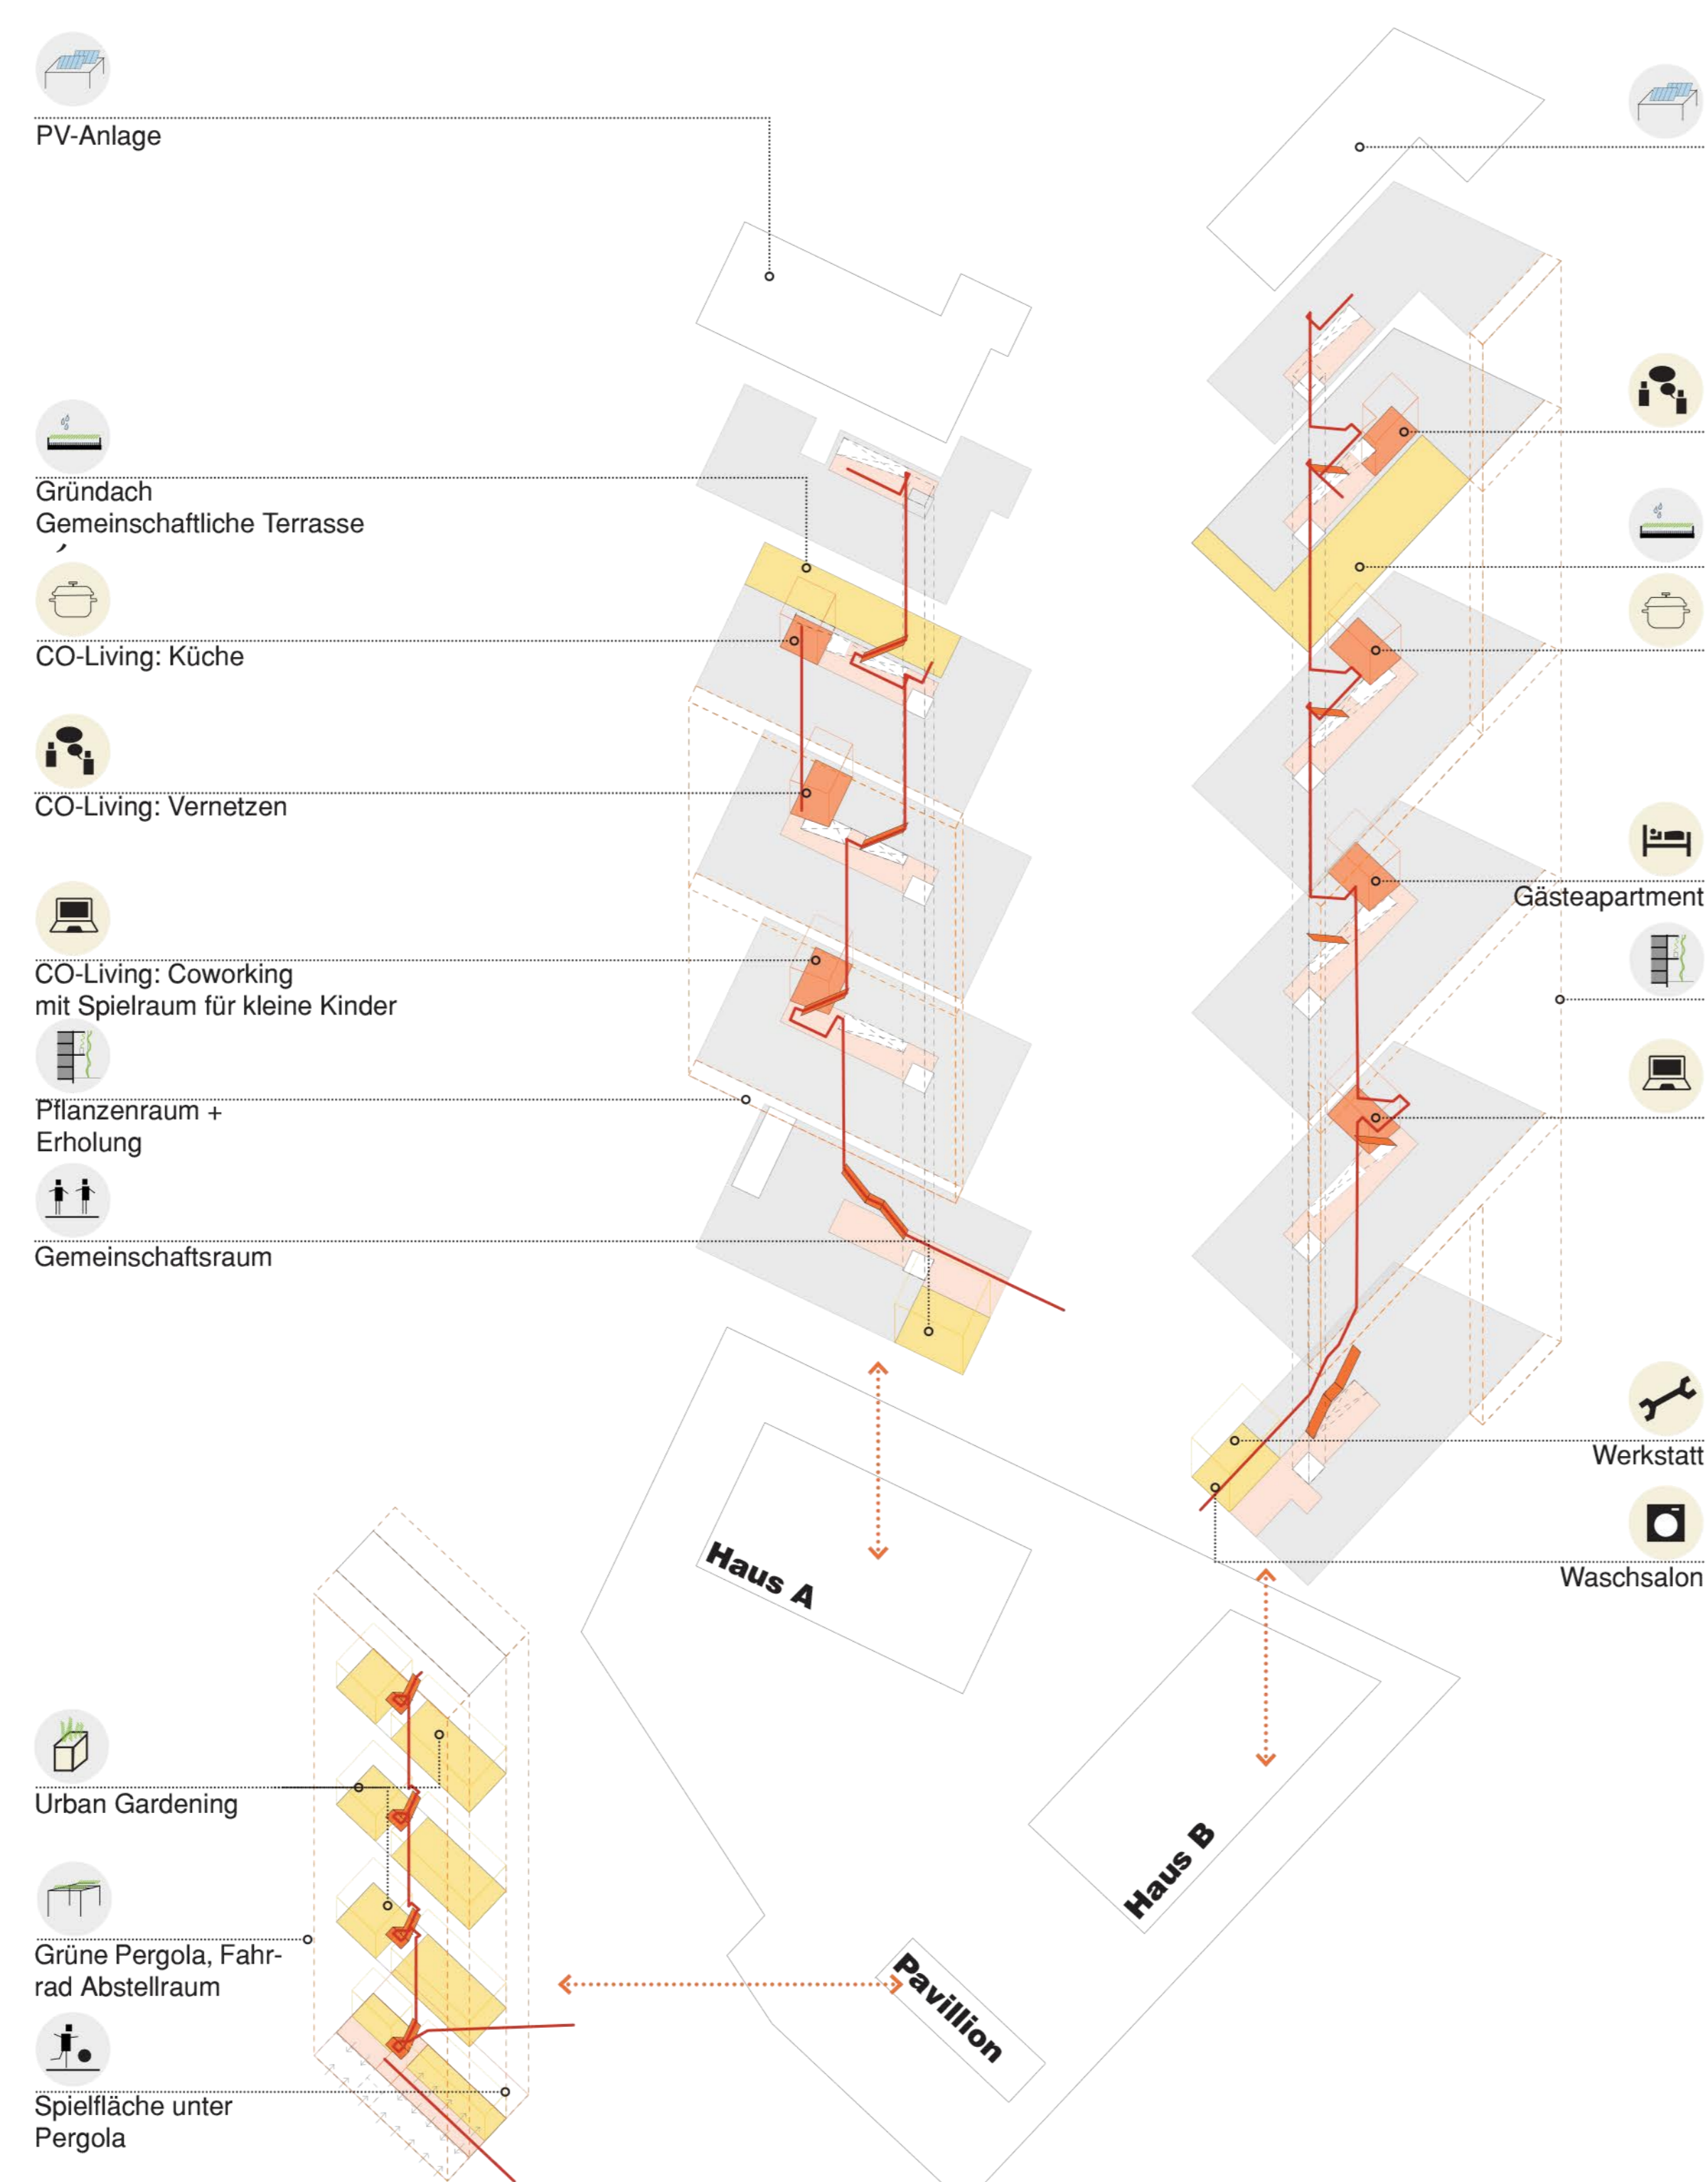 PV-Anlage
Gründach
Gemeinschaftliche Terrasse
CO-Living: Küche
CO-Living: Vernetzen
Gästeapartment
CO-Living: Coworking
mit Spielraum für kleine Kinder
Pflanzenraum +
Erholung
Gemeinschaftsraum
Werkstatt
Waschsalon
Haus A
Haus B
Pavillion
Urban Gardening
Grüne Pergola, Fahr-
rad Abstellraum
Spielfläche unter
Pergola